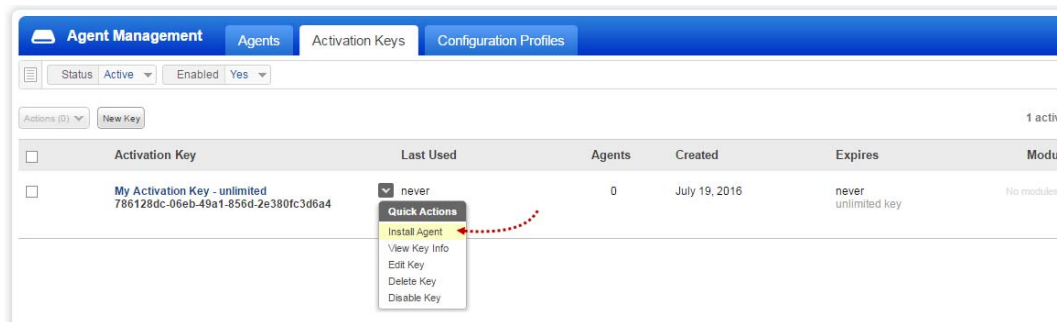 Agent Management Agents Activation Keys Configuration Profiles
Status Active Enabled Yes
Actions (0) New Key 1
Activation Key Last Used Agents Created Expires
My Activation Key - unlimited never 0 July 19, 2016 never No modules
786128dc-06eb-49a1-856d-2e380fc3d6a4 unlimited key
Quick Actions
Install Agent
View Key Info
Edit Key
Delete Key
Disable Key